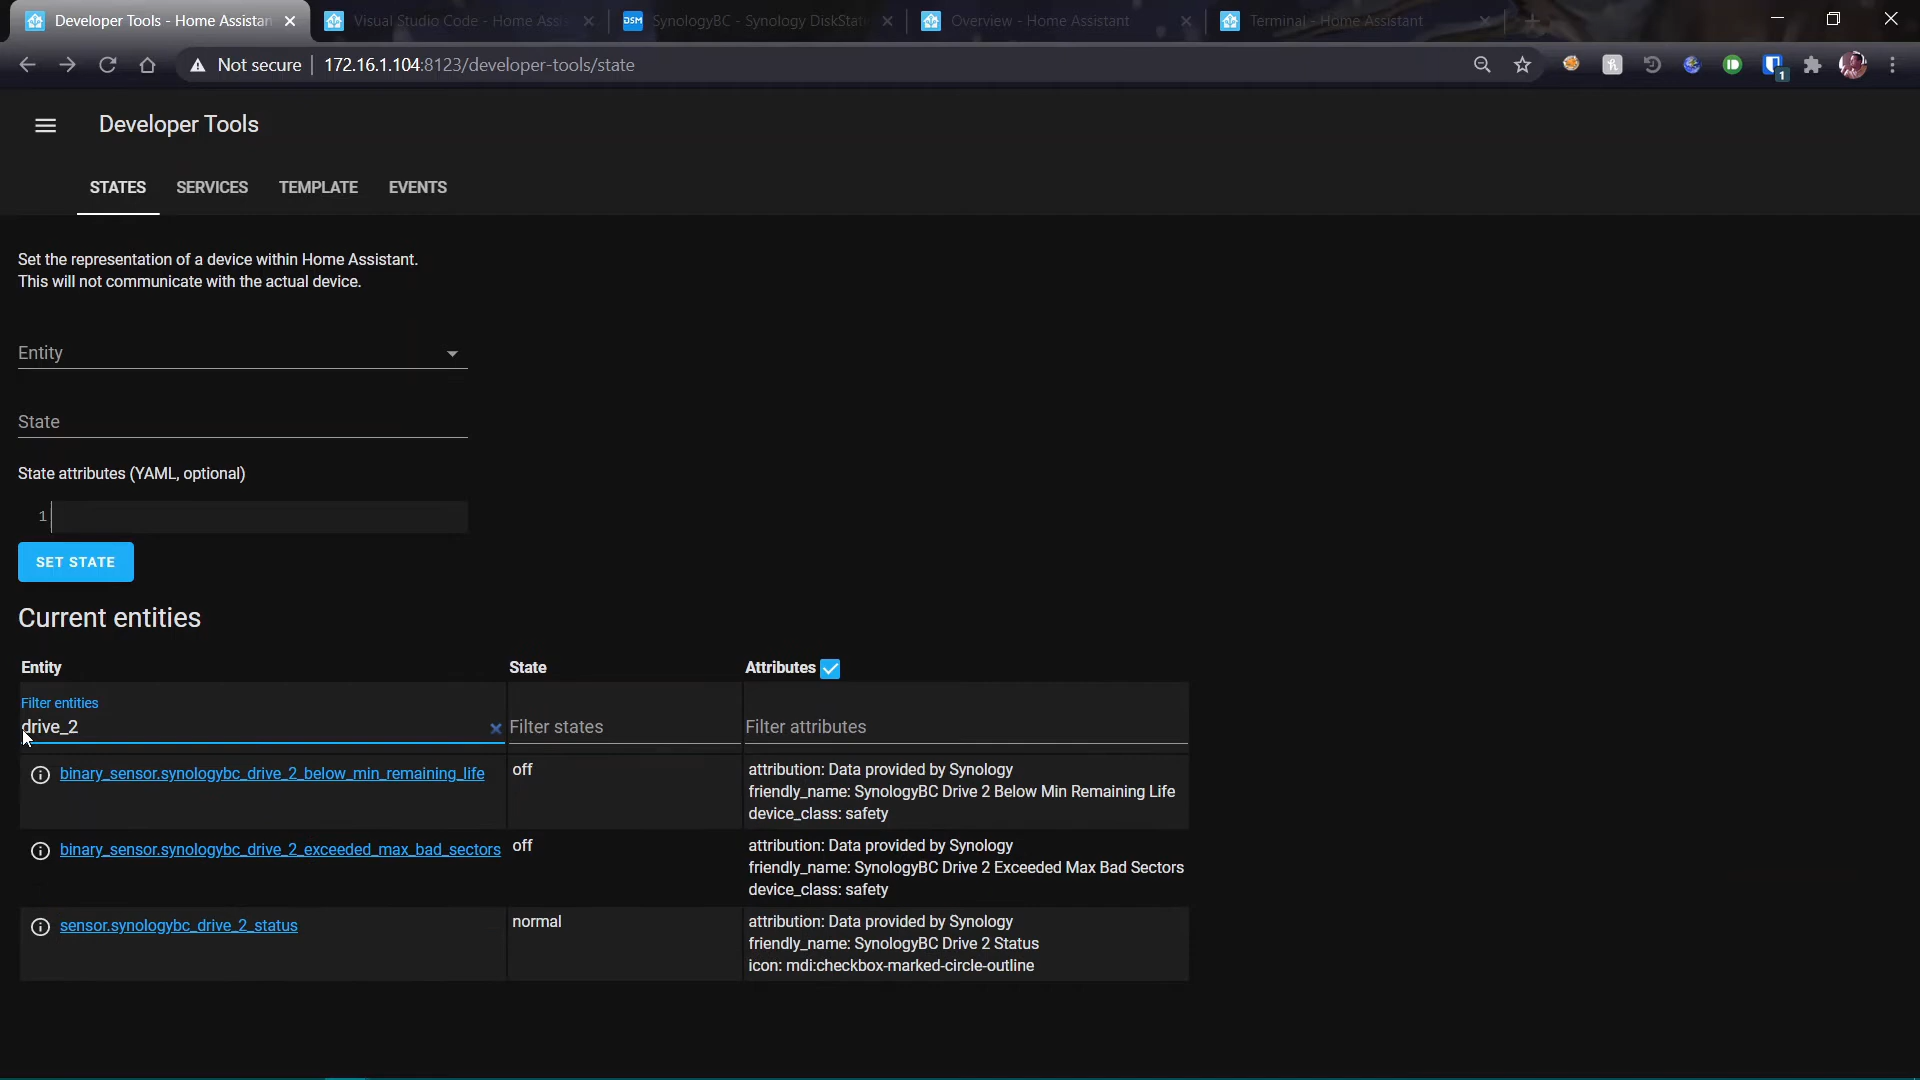 Developer Tools - Home Assistan
Visual Studio Code - Home Assi
DSM
SynologyBC - Synology DiskStati
Overview - Home Assistant
Terminal - Home Assistant
Not secure
172.16.1.104:8123/developer-tools/state
1
Developer Tools
STATES
SERVICES
TEMPLATE
EVENTS
Set the representation of a device within Home Assistant.
This will not communicate with the actual device.
Entity
State
State attributes (YAML, optional)
1
SET STATE
Current entities
Entity
State
Attributes
Filter entities
drive_2
Filter states
Filter attributes
binary_sensor.synologybc_drive_2_below_min_remaining_life
off
attribution: Data provided by Synology
friendly_name: SynologyBC Drive 2 Below Min Remaining Life
device_class: safety
binary_sensor.synologybc_drive_2_exceeded_max_bad_sectors
off
attribution: Data provided by Synology
friendly_name: SynologyBC Drive 2 Exceeded Max Bad Sectors
device_class: safety
sensor.synologybc_drive_2_status
normal
attribution: Data provided by Synology
friendly_name: SynologyBC Drive 2 Status
icon: mdi:checkbox-marked-circle-outline